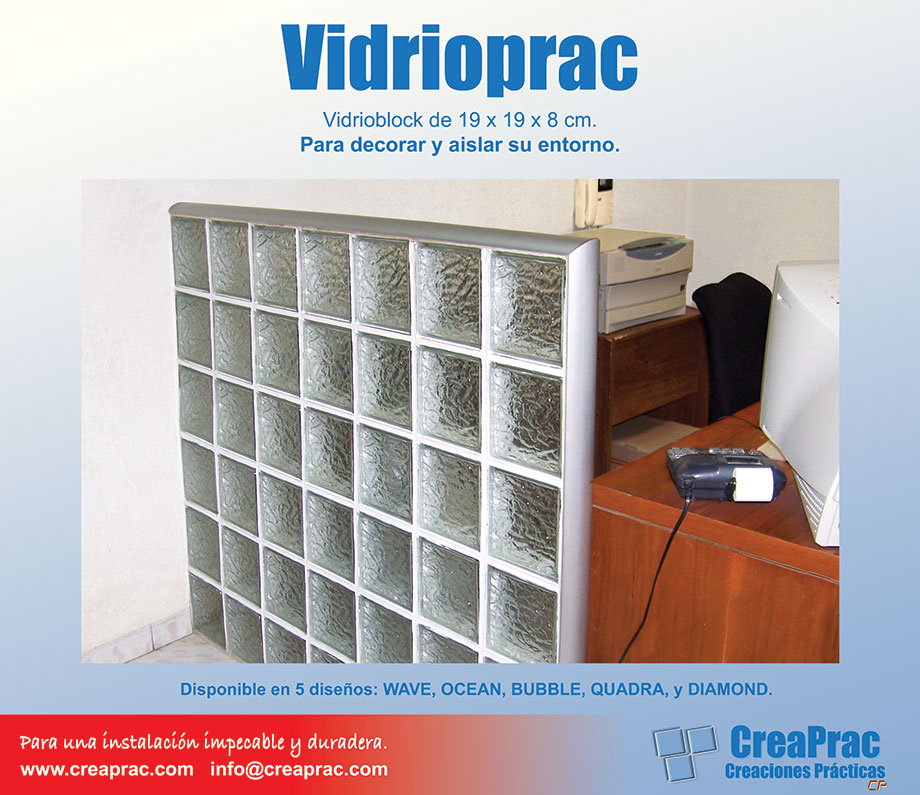 Vidrioprac
Vidrioblock de 19 x 19 x 8 cm.
Para decorar y aislar su entorno.
Disponible en 5 diseños: WAVE, OCEAN, BUBBLE, QUADRA, y DIAMOND.
Para una instalación impecable y duradera.
www.creaprac.com info@creaprac.com
CreaPrac
Creaciones Prácticas
CP